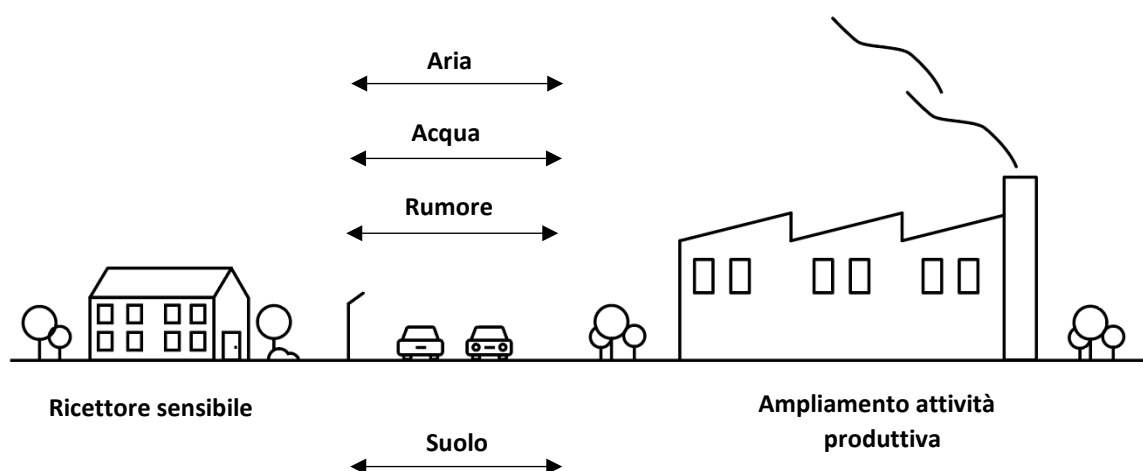 Aria
Acqua
Rumore
Ricettore sensibile
Ampliamento attività
produttiva
Suolo